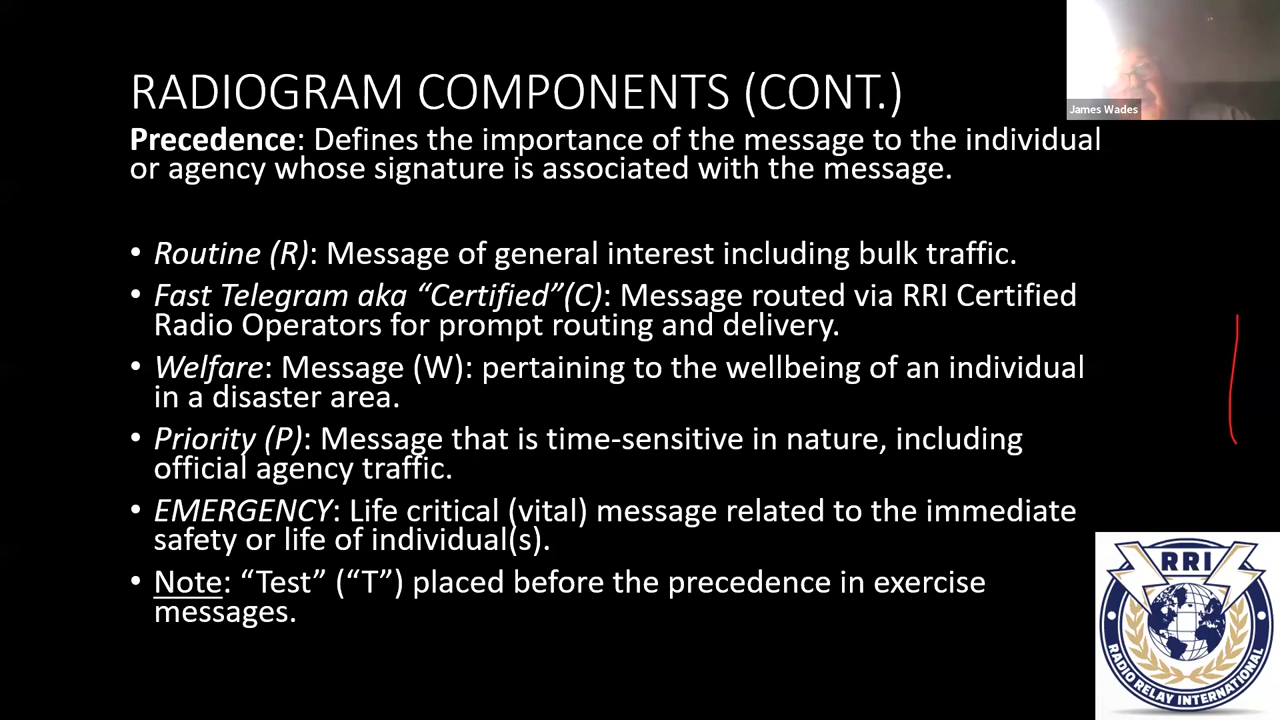 RADIOGRAM COMPONENTS (CONT.)
James Wades
Precedence: Defines the importance of the message to the individual
or agency whose signature is associated with the message.
• Routine (R): Message of general interest including bulk traffic.
• Fast Telegram aka “Certified”(C): Message routed via RRI Certified
Radio Operators for prompt routing and delivery.
• Welfare: Message (W): pertaining to the wellbeing of an individual
in a disaster area.
• Priority (P): Message that is time-sensitive in nature, including
official agency traffic.
• EMERGENCY: Life critical (vital) message related to the immediate
safety or life of individual(s).
• Note: “Test” (“T”) placed before the precedence in exercise
messages.
RRI
RADIO RELAY INTERNATIONAL